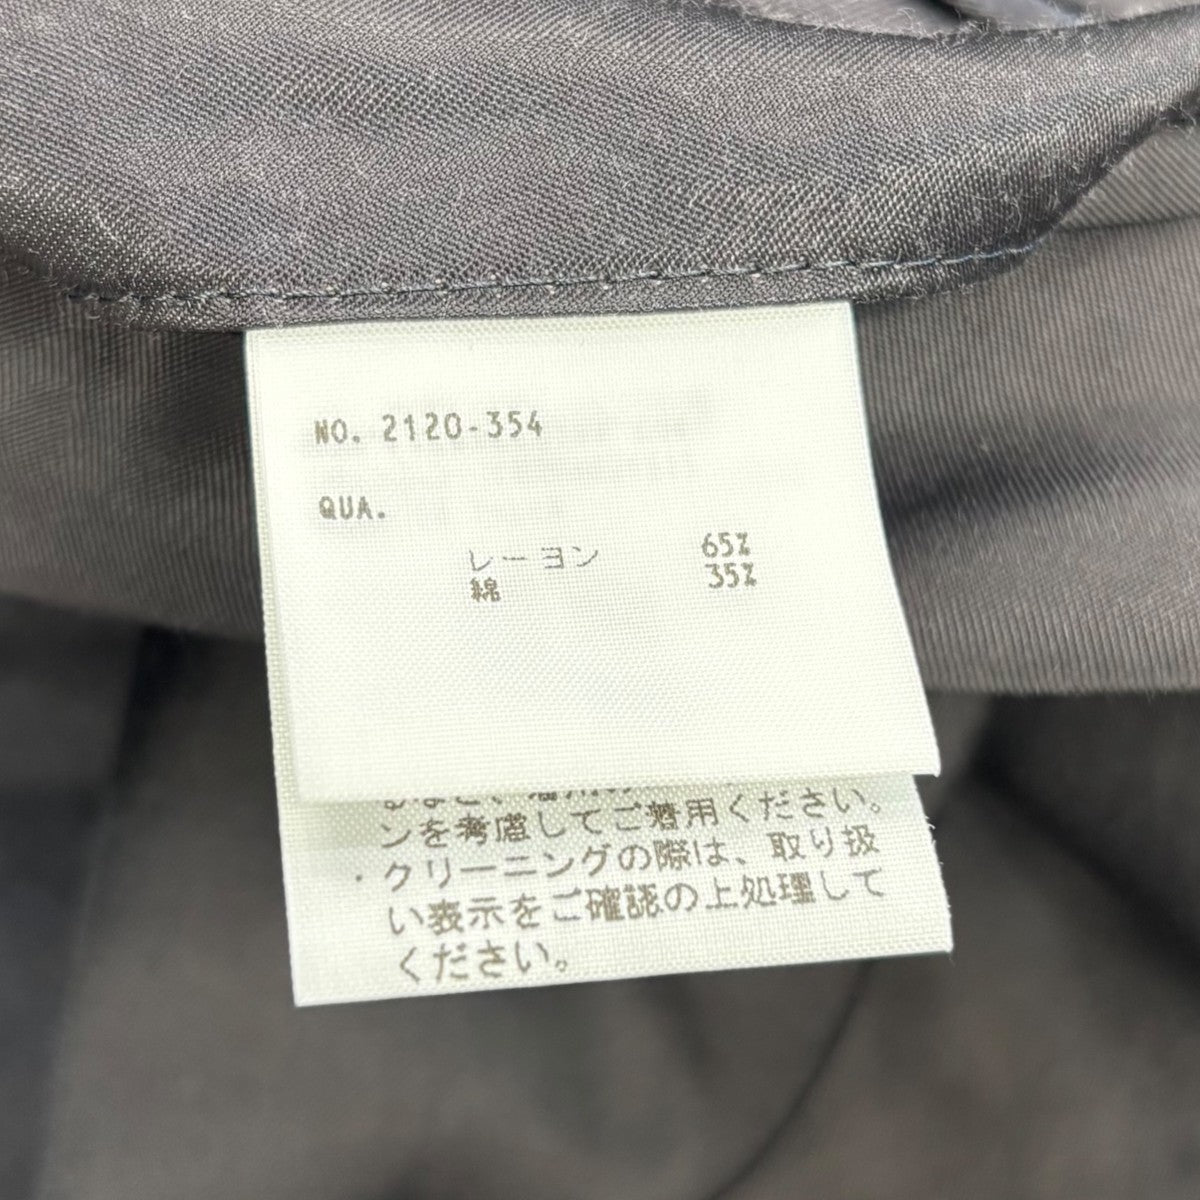 NO. 2120-354
QUA.
レーヨン 65%
綿 35%
ンを考慮してご着用ください。
・クリーニングの際は、取り扱
い表示をご確認の上処理して
ください。